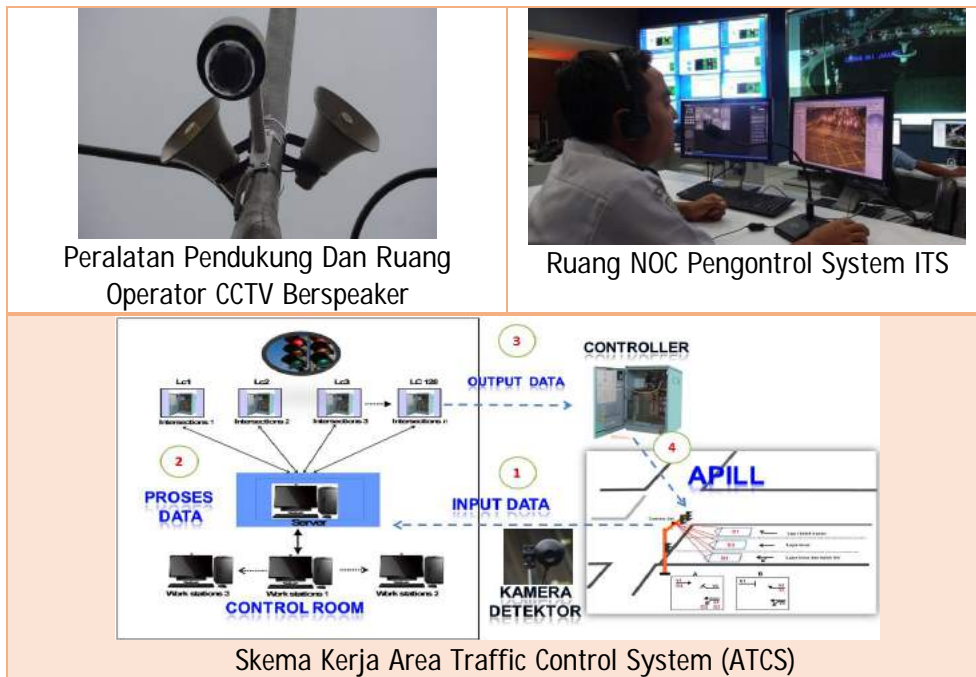 Peralatan Pendukung Dan Ruang
Operator CCTV Berspeaker
Ruang NOC Pengontrol System ITS
3
CONTROLLER
Lc1
Lc2
Lc3
LC 128
OUTPUT DATA
Intersections 1
Intersections 2
Intersections 3
Intersections n
4
2
1
APILL
PROSES
DATA
INPUT DATA
Server
Work stations 3
Work stations 1
Work stations 2
CONTROL ROOM
KAMERA
DETEKTOR
A
B
Skema Kerja Area Traffic Control System (ATCS)